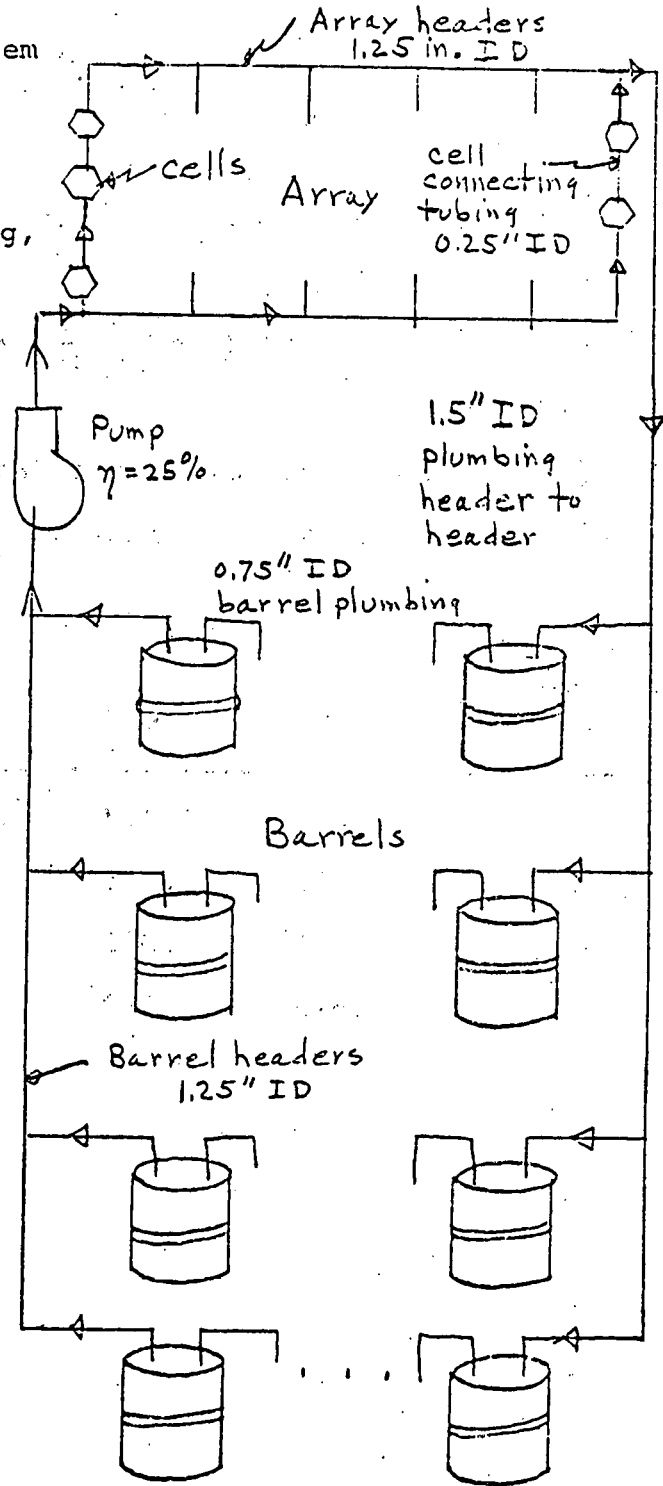 em
g,
Array headers
1.25 in. ID
cells
Array
cell
connecting
tubing
0.25" ID
Pump
η=25%
1.5" ID
plumbing
header to
header
0.75" ID
barrel plumbing
Barrels
Barrel headers
1.25" ID